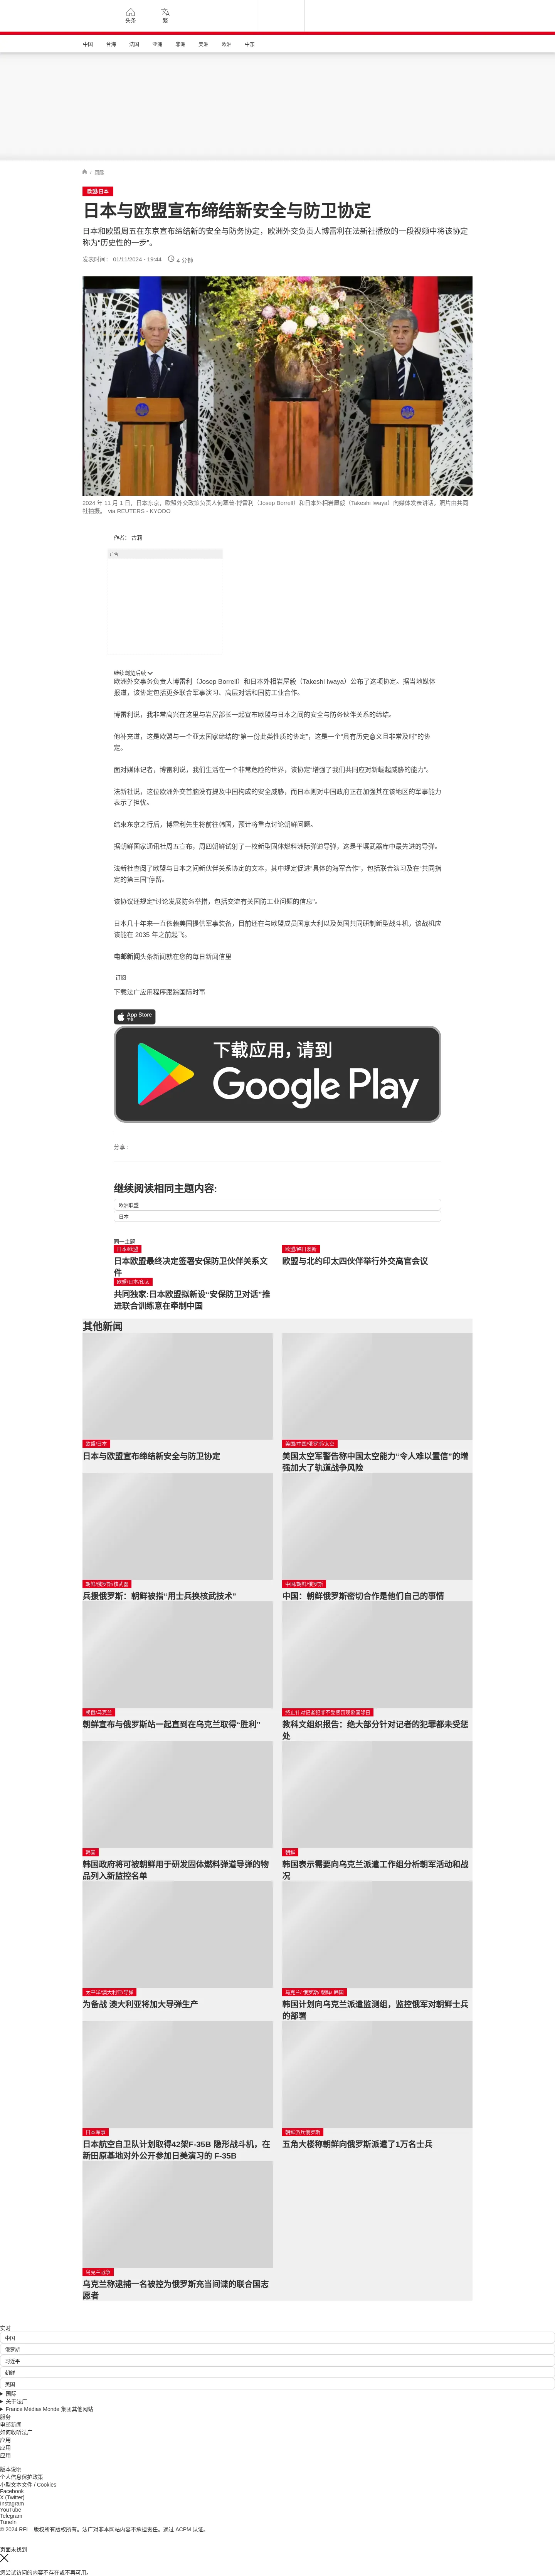 头条
繁
中国
台海
法国
亚洲
非洲
美洲
欧洲
中东
/ 国际
欧盟/日本
日本与欧盟宣布缔结新安全与防卫协定
日本和欧盟周五在东京宣布缔结新的安全与防务协定，欧洲外交负责人博雷利在法新社播放的一段视频中将该协定
称为“历史性的一步”。
发表时间： 01/11/2024 - 19:44
4 分钟
2024 年 11 月 1 日，日本东京，欧盟外交政策负责人何塞普-博雷利（Josep Borrell）和日本外相岩屋毅（Takeshi Iwaya）向媒体发表讲话，照片由共同
社拍摄。 via REUTERS - KYODO
作者： 古莉
广告
继续浏览后续
欧洲外交事务负责人博雷利（Josep Borrell）和日本外相岩屋毅（Takeshi Iwaya）公布了这项协定。据当地媒体
报道，该协定包括更多联合军事演习、高层对话和国防工业合作。
博雷利说，我非常高兴在这里与岩屋部长一起宣布欧盟与日本之间的安全与防务伙伴关系的缔结。
他补充道，这是欧盟与一个亚太国家缔结的“第一份此类性质的协定”，这是一个“具有历史意义且非常及时”的协
定。
面对媒体记者，博雷利说，我们生活在一个非常危险的世界，该协定“增强了我们共同应对新崛起威胁的能力”。
法新社说，这位欧洲外交首脑没有提及中国构成的安全威胁，而日本则对中国政府正在加强其在该地区的军事能力
表示了担忧。
结束东京之行后，博雷利先生将前往韩国，预计将重点讨论朝鲜问题。
据朝鲜国家通讯社周五宣布，周四朝鲜试射了一枚新型固体燃料洲际弹道导弹，这是平壤武器库中最先进的导弹。
法新社查阅了欧盟与日本之间新伙伴关系协定的文本，其中规定促进“具体的海军合作”，包括联合演习及在“共同指
定的第三国”停留。
该协议还规定“讨论发展防务举措，包括交流有关国防工业问题的信息”。
日本几十年来一直依赖美国提供军事装备，目前还在与欧盟成员国意大利以及英国共同研制新型战斗机，该战机应
该能在 2035 年之前起飞。
电邮新闻头条新闻就在您的每日新闻信里
订阅
下载法广应用程序跟踪国际时事
App Store
下载
下载应用，请到
Google Play
分享 :
继续阅读相同主题内容:
欧洲联盟
日本
同一主题
日本/欧盟
日本欧盟最终决定签署安保防卫伙伴关系文
件
欧盟/韩日澳新
欧盟与北约印太四伙伴举行外交高官会议
欧盟/日本/印太
共同独家:日本欧盟拟新设“安保防卫对话”推
进联合训练意在牵制中国
其他新闻
欧盟/日本
日本与欧盟宣布缔结新安全与防卫协定
美国/中国/俄罗斯/太空
美国太空军警告称中国太空能力“令人难以置信”的增
强加大了轨道战争风险
朝鲜/俄罗斯/核武器
兵援俄罗斯：朝鲜被指“用士兵换核武技术”
中国/朝鲜/俄罗斯
中国：朝鲜俄罗斯密切合作是他们自己的事情
朝俄/乌克兰
朝鲜宣布与俄罗斯站一起直到在乌克兰取得“胜利”
终止针对记者犯罪不受惩罚现象国际日
教科文组织报告：绝大部分针对记者的犯罪都未受惩
处
韩国
韩国政府将可被朝鲜用于研发固体燃料弹道导弹的物
品列入新监控名单
朝鲜
韩国表示需要向乌克兰派遣工作组分析朝军活动和战
况
太平洋/澳大利亚/导弹
为备战 澳大利亚将加大导弹生产
乌克兰/ 俄罗斯/ 朝鲜/ 韩国
韩国计划向乌克兰派遣监测组，监控俄军对朝鲜士兵
的部署
日本军事
日本航空自卫队计划取得42架F-35B 隐形战斗机，在
新田原基地对外公开参加日美演习的 F-35B
朝鲜派兵俄罗斯
五角大楼称朝鲜向俄罗斯派遣了1万名士兵
乌克兰战争
乌克兰称逮捕一名被控为俄罗斯充当间谍的联合国志
愿者
实时
中国
俄罗斯
习近平
朝鲜
美国
国际
关于法广
France Médias Monde 集团其他网站
服务
电邮新闻
如何收听法广
应用
应用
应用
版本说明
个人信息保护政策
小型文本文件 / Cookies
Facebook
X (Twitter)
Instagram
YouTube
Telegram
TuneIn
© 2024 RFI – 版权所有版权所有。法广对非本网站内容不承担责任。通过 ACPM 认证。
页面未找到
您尝试访问的内容不存在或不再可用。